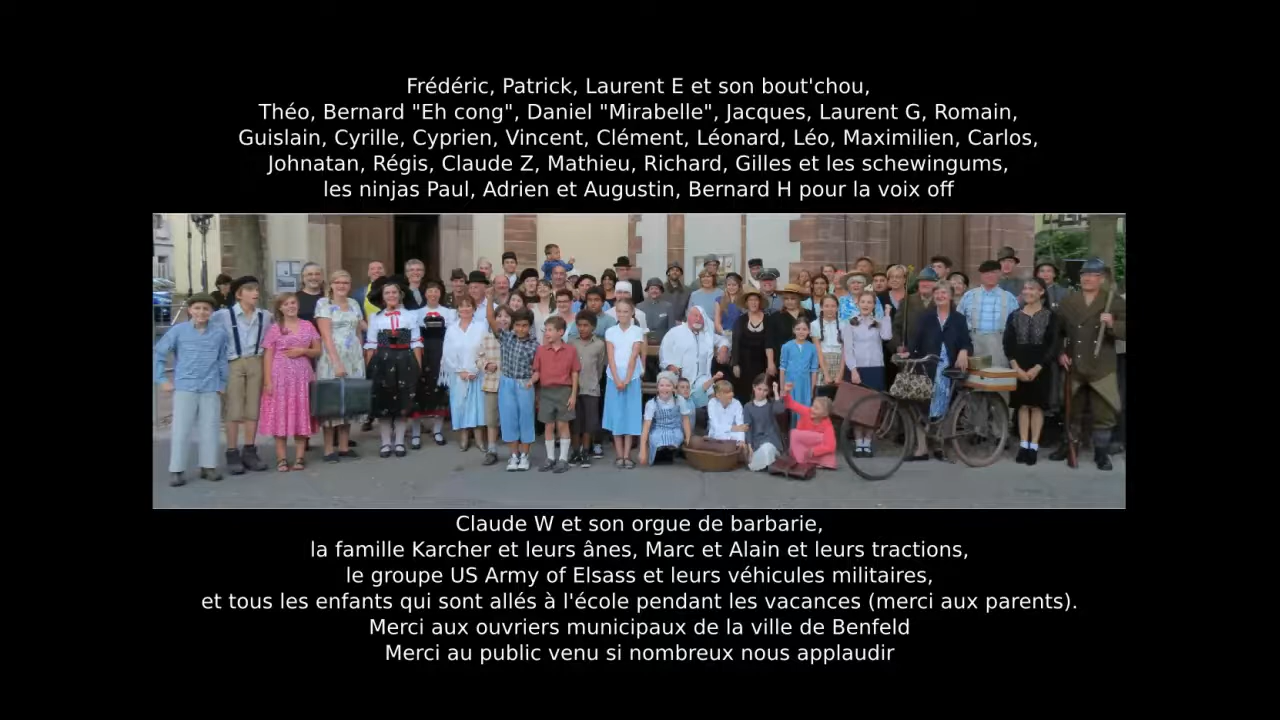 Frédéric, Patrick, Laurent E et son bout'chou,
Théo, Bernard "Eh cong", Daniel "Mirabelle", Jacques, Laurent G, Romain,
Guislain, Cyrille, Cyprien, Vincent, Clément, Léonard, Léo, Maximilien, Carlos,
Johnatan, Régis, Claude Z, Mathieu, Richard, Gilles et les schewingums,
les ninjas Paul, Adrien et Augustin, Bernard H pour la voix off
Claude W et son orgue de barbarie,
la famille Karcher et leurs ânes, Marc et Alain et leurs tractions,
le groupe US Army of Elsass et leurs véhicules militaires,
et tous les enfants qui sont allés à l'école pendant les vacances (merci aux parents).
Merci aux ouvriers municipaux de la ville de Benfeld
Merci au public venu si nombreux nous applaudir